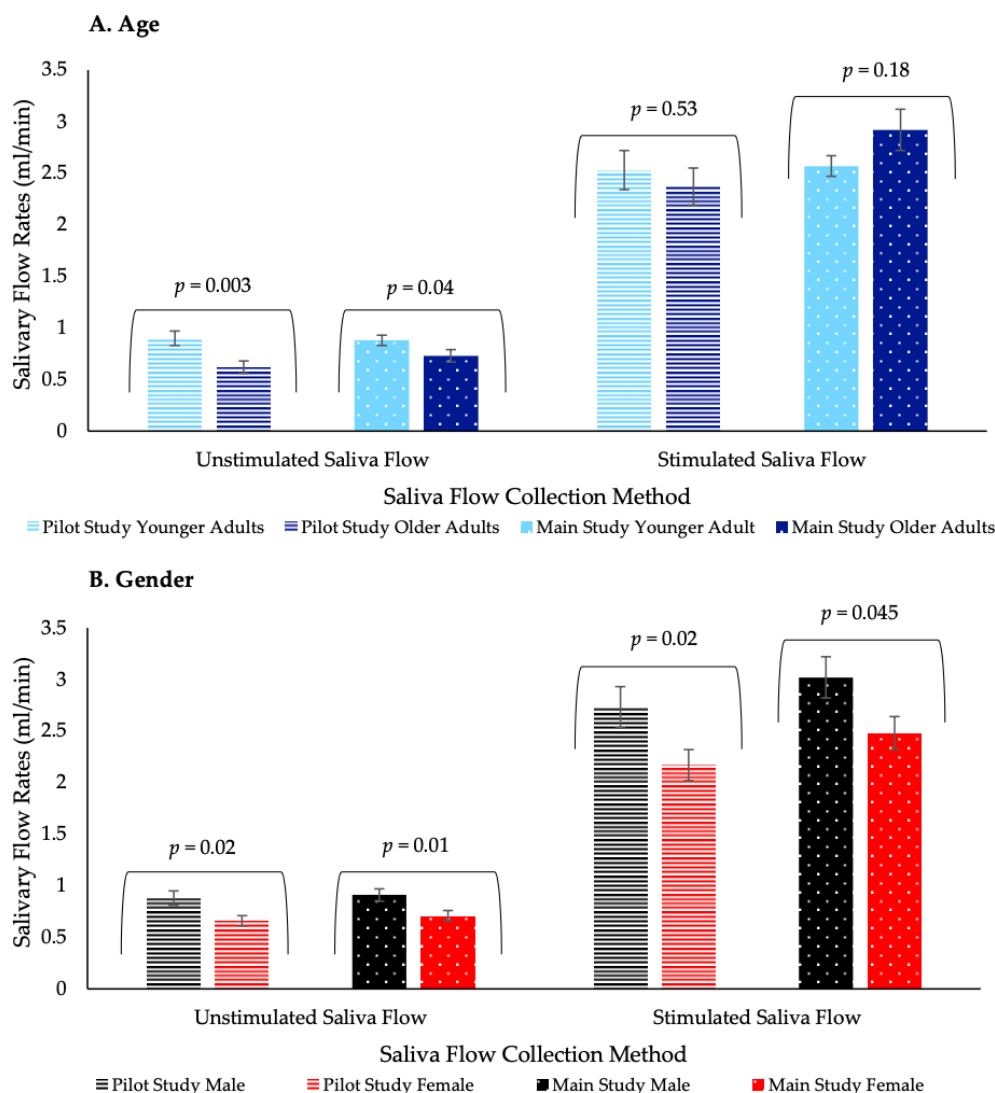 A. Age
Salivary Flow Rates (ml/min)
3.5
3
2.5
2
1.5
1
0.5
0
p = 0.003
p = 0.04
p = 0.53
p = 0.18
Unstimulated Saliva Flow
Stimulated Saliva Flow
Saliva Flow Collection Method
Pilot Study Younger Adults
Pilot Study Older Adults
Main Study Younger Adult
Main Study Older Adults
B. Gender
Salivary Flow Rates (ml/min)
3.5
3
2.5
2
1.5
1
0.5
0
p = 0.02
p = 0.01
p = 0.02
p = 0.045
Unstimulated Saliva Flow
Stimulated Saliva Flow
Saliva Flow Collection Method
Pilot Study Male
Pilot Study Female
Main Study Male
Main Study Female